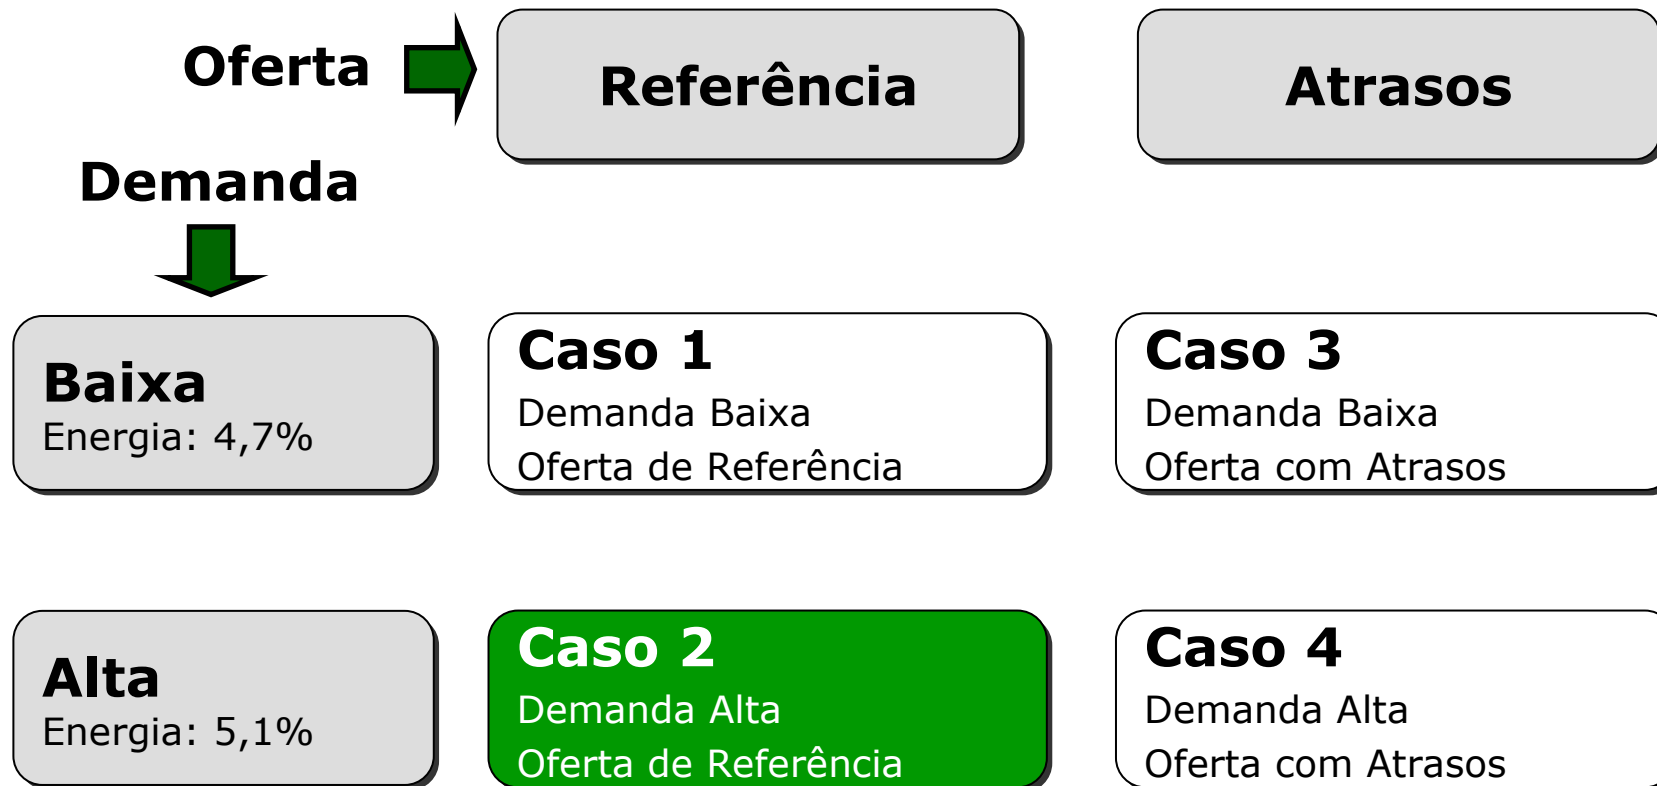 Oferta
Referência
Atrasos
Demanda
Baixa
Energia: 4,7%
Caso 1
Demanda Baixa
Oferta de Referência
Caso 3
Demanda Baixa
Oferta com Atrasos
Alta
Energia: 5,1%
Caso 2
Demanda Alta
Oferta de Referência
Caso 4
Demanda Alta
Oferta com Atrasos